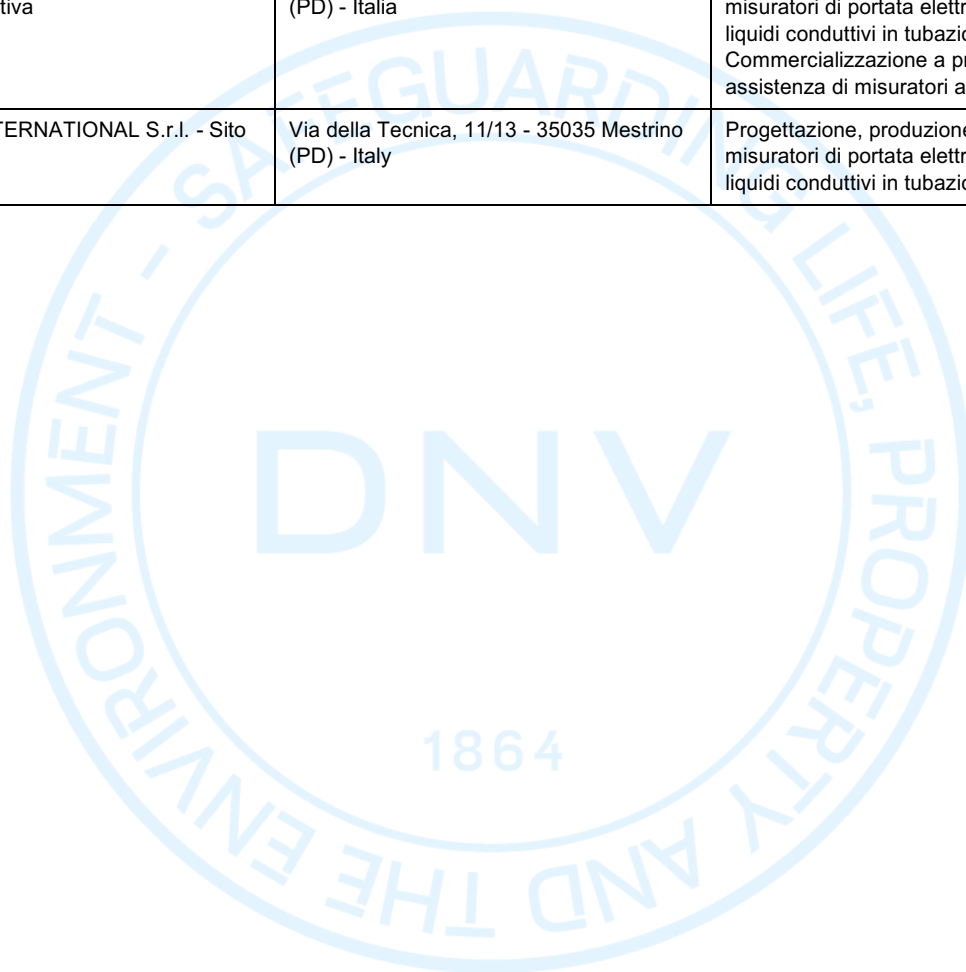 tiva
(PD) - Italia
misuratori di portata elettr
liquidi conduttivi in tubazio
Commercializzazione a pr
assistenza di misuratori a
TERNATIONAL S.r.l. - Sito
Via della Tecnica, 11/13 - 35035 Mestrino
(PD) - Italy
Progettazione, produzione
misuratori di portata elettr
liquidi conduttivi in tubazio
SAFEGUARDING LIFE, PROPERTY AND THE ENVIRONMENT -
DNV
1864